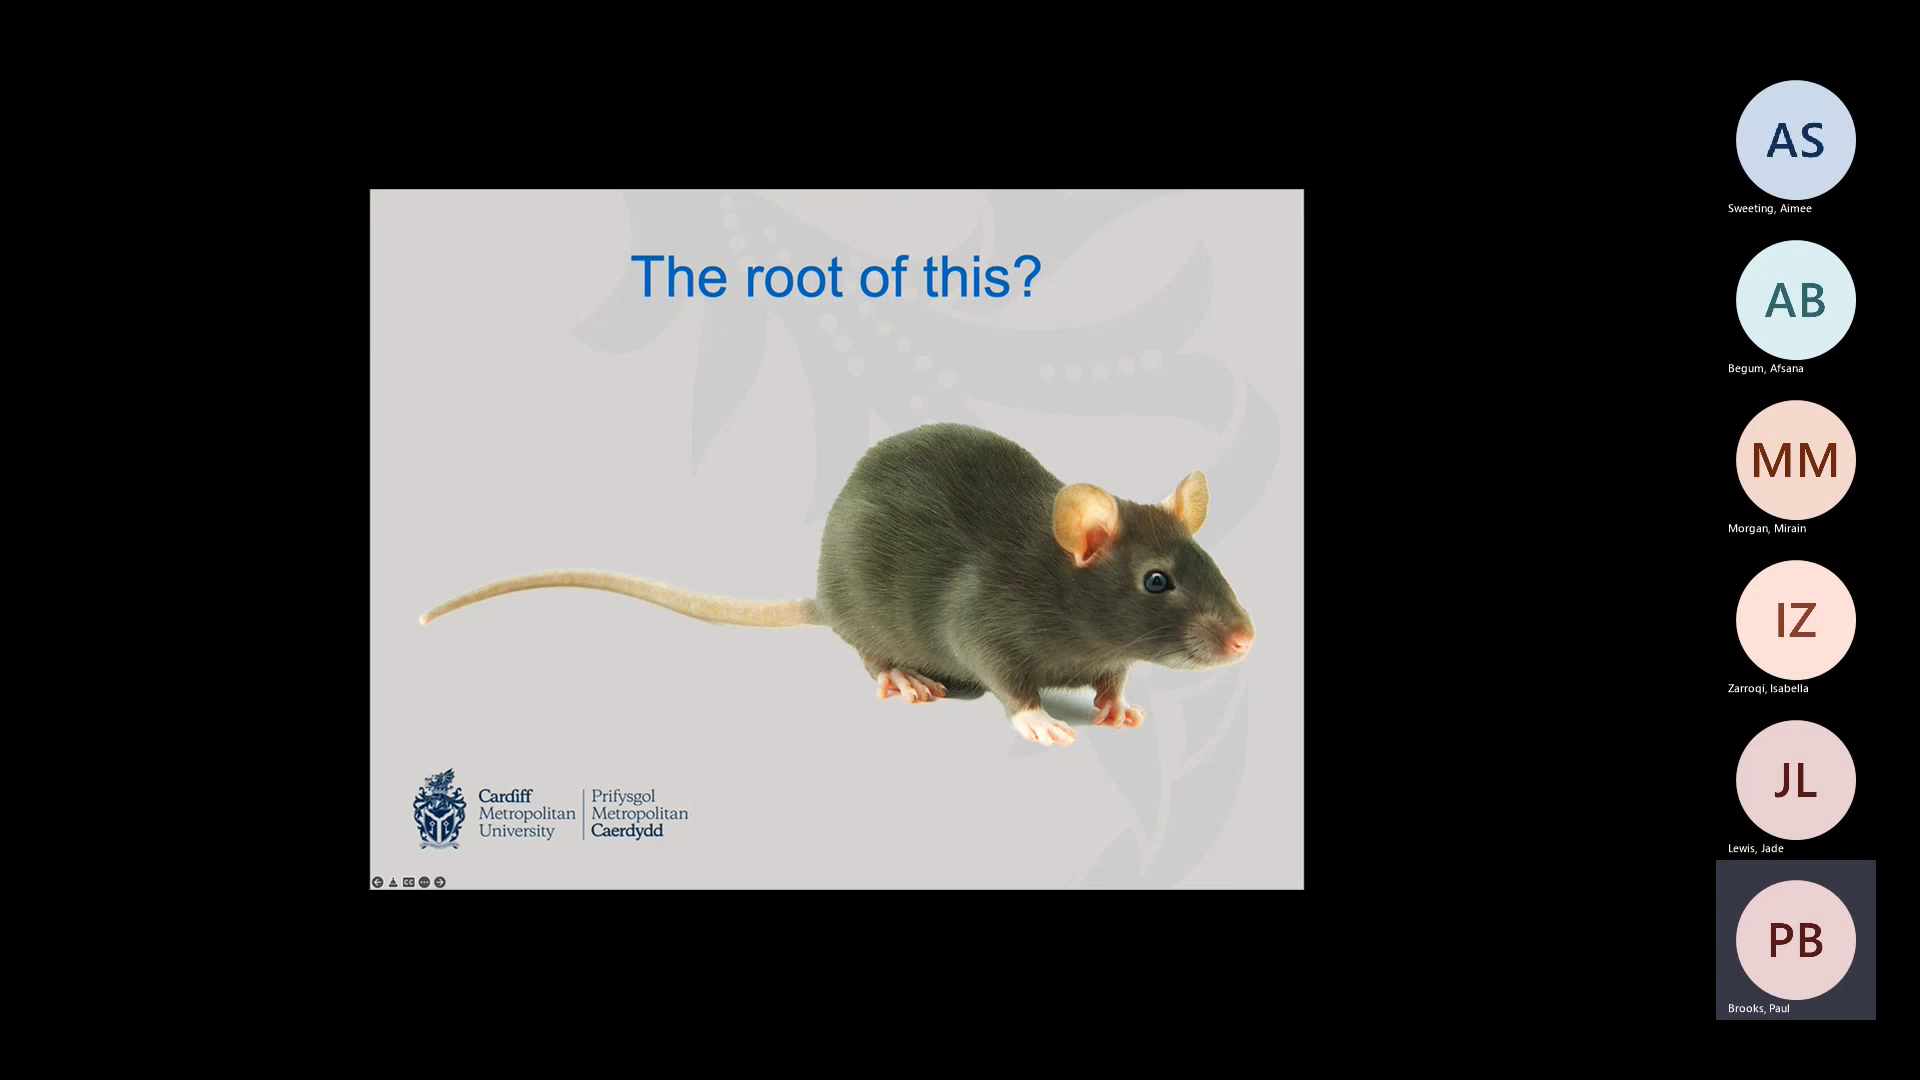 The root of this?
Cardiff
Metropolitan
University
Prifysgol
Metropolitan
Caerdydd
CC
AS
Sweeting, Aimee
AB
Begum, Afsana
MM
Morgan, Mirain
IZ
Zarroqi, Isabella
JL
Lewis, Jade
PB
Brooks, Paul